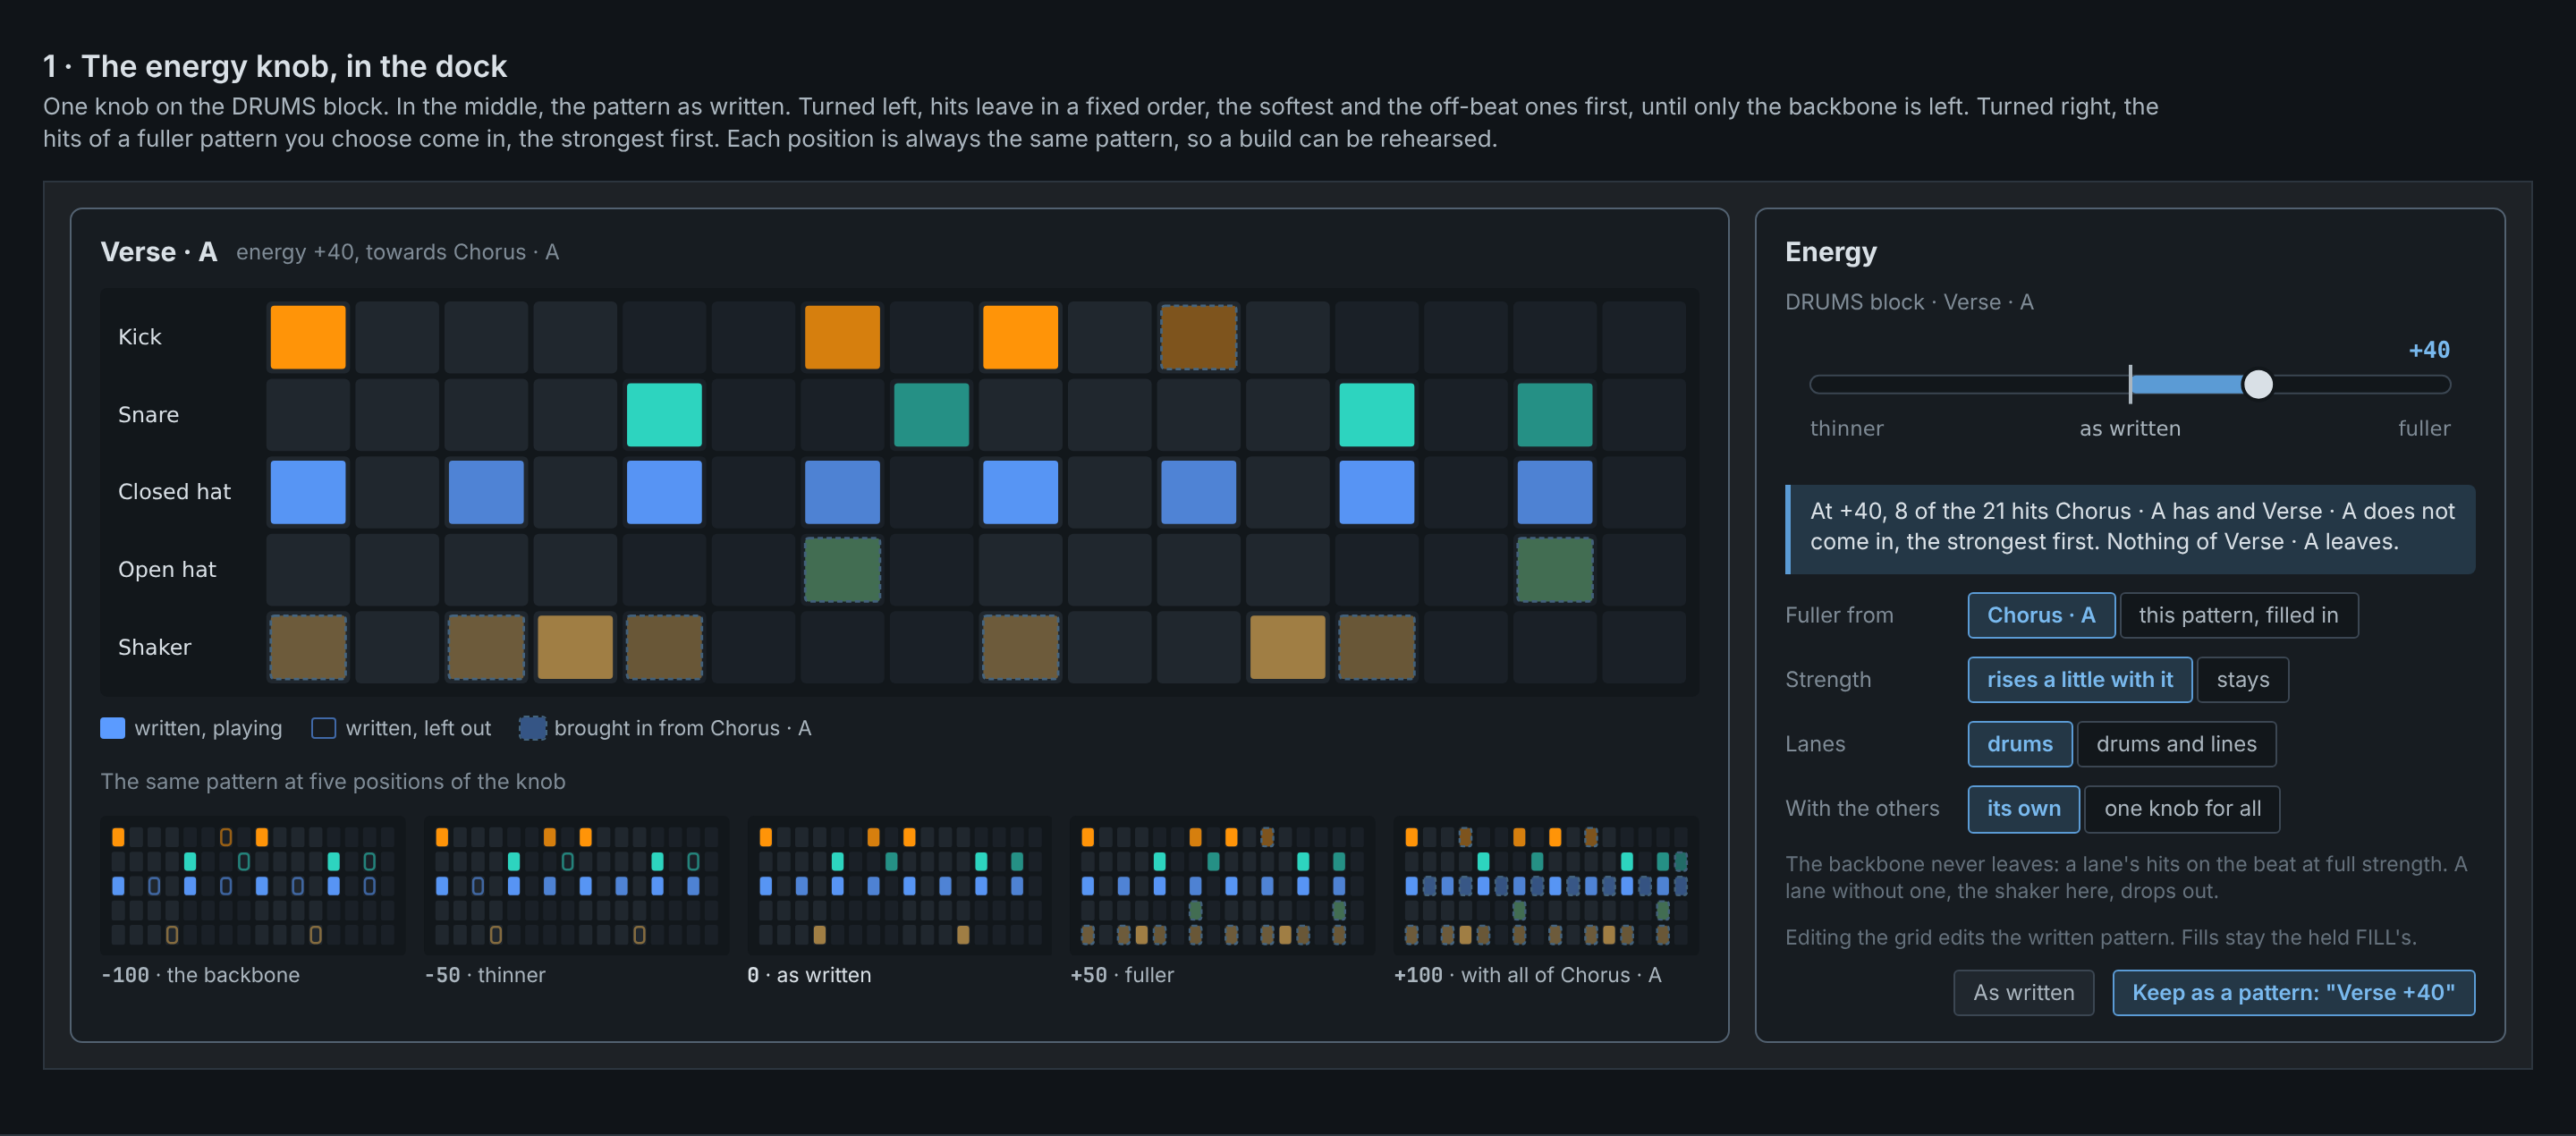 1 · The energy knob, in the dock
One knob on the DRUMS block. In the middle, the pattern as written. Turned left, hits leave in a fixed order, the softest and the off-beat ones first, until only the backbone is left. Turned right, the
hits of a fuller pattern you choose come in, the strongest first. Each position is always the same pattern, so a build can be rehearsed.
Verse · A energy +40, towards Chorus · A
Kick
Snare
Closed hat
Open hat
Shaker
written, playing written, left out brought in from Chorus · A
The same pattern at five positions of the knob
-100 · the backbone
-50 · thinner
0 · as written
+50 · fuller
+100 · with all of Chorus · A
Energy
DRUMS block · Verse · A
+40
thinner as written fuller
At +40, 8 of the 21 hits Chorus · A has and Verse · A does not
come in, the strongest first. Nothing of Verse · A leaves.
Fuller from Chorus · A this pattern, filled in
Strength rises a little with it stays
Lanes drums drums and lines
With the others its own one knob for all
The backbone never leaves: a lane's hits on the beat at full strength. A
lane without one, the shaker here, drops out.
Editing the grid edits the written pattern. Fills stay the held FILL's.
As written Keep as a pattern: "Verse +40"